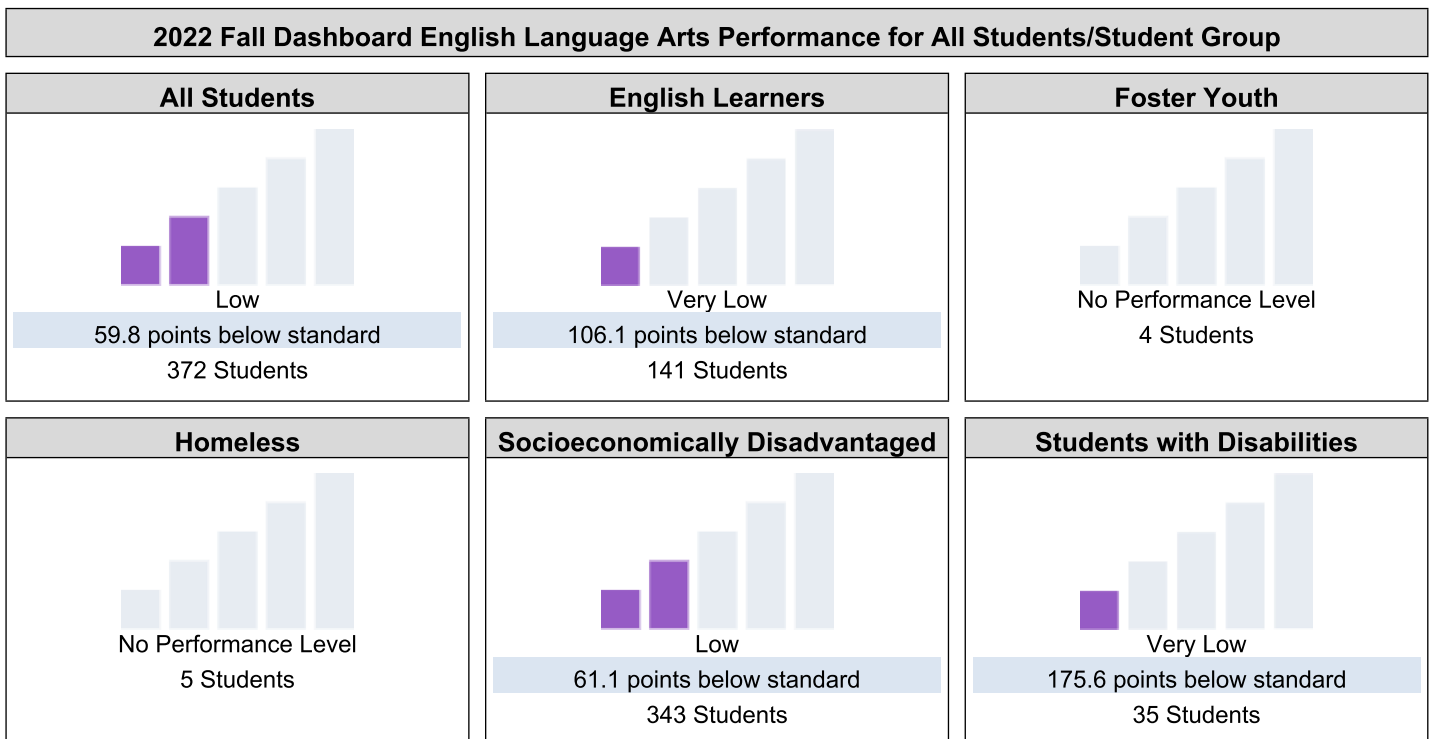 2022 Fall Dashboard English Language Arts Performance for All Students/Student Group
All Students
Low
59.8 points below standard
372 Students
English Learners
Very Low
106.1 points below standard
141 Students
Foster Youth
No Performance Level
4 Students
Homeless
No Performance Level
5 Students
Socioeconomically Disadvantaged
Low
61.1 points below standard
343 Students
Students with Disabilities
Very Low
175.6 points below standard
35 Students